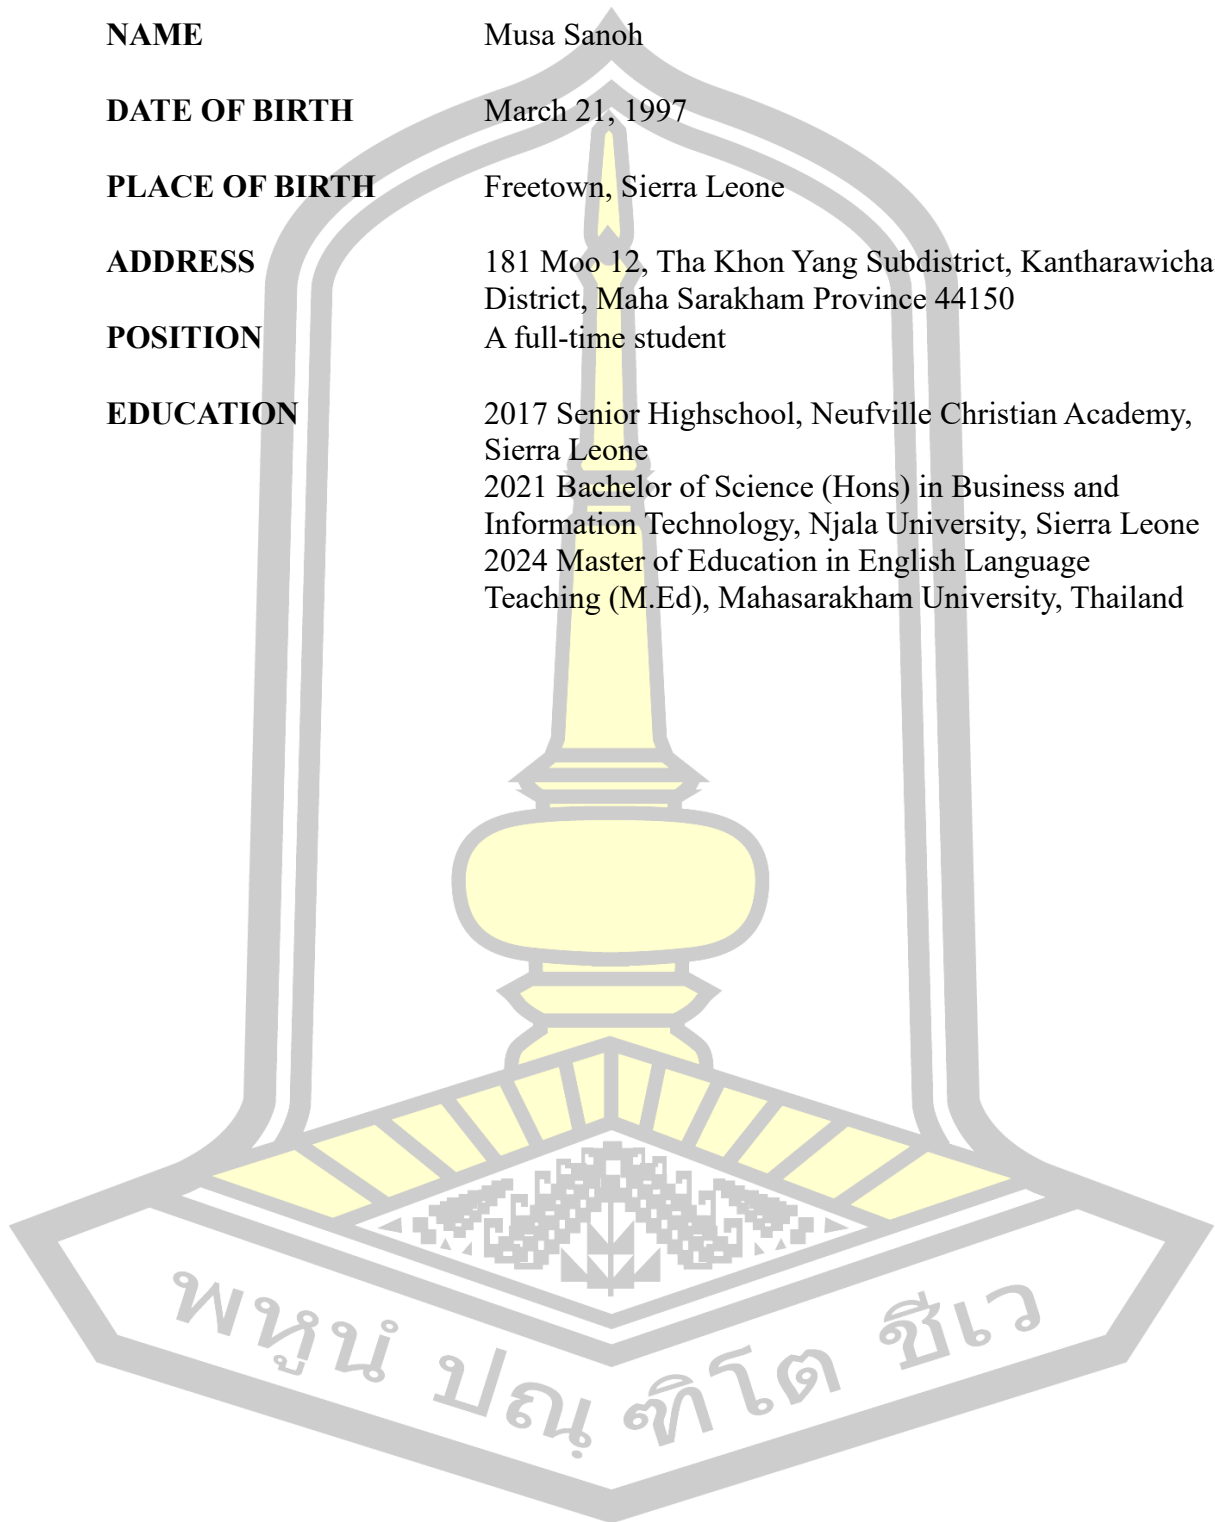 NAME Musa Sanoh
DATE OF BIRTH March 21, 1997
PLACE OF BIRTH Freetown, Sierra Leone
ADDRESS 181 Moo 12, Tha Khon Yang Subdistrict, Kantharawicha
District, Maha Sarakham Province 44150
POSITION A full-time student
EDUCATION 2017 Senior Highschool, Neufville Christian Academy,
Sierra Leone
2021 Bachelor of Science (Hons) in Business and
Information Technology, Njala University, Sierra Leone
2024 Master of Education in English Language
Teaching (M.Ed), Mahasarakham University, Thailand
พหูนํ ปณฺ ฑิโต ชีเว